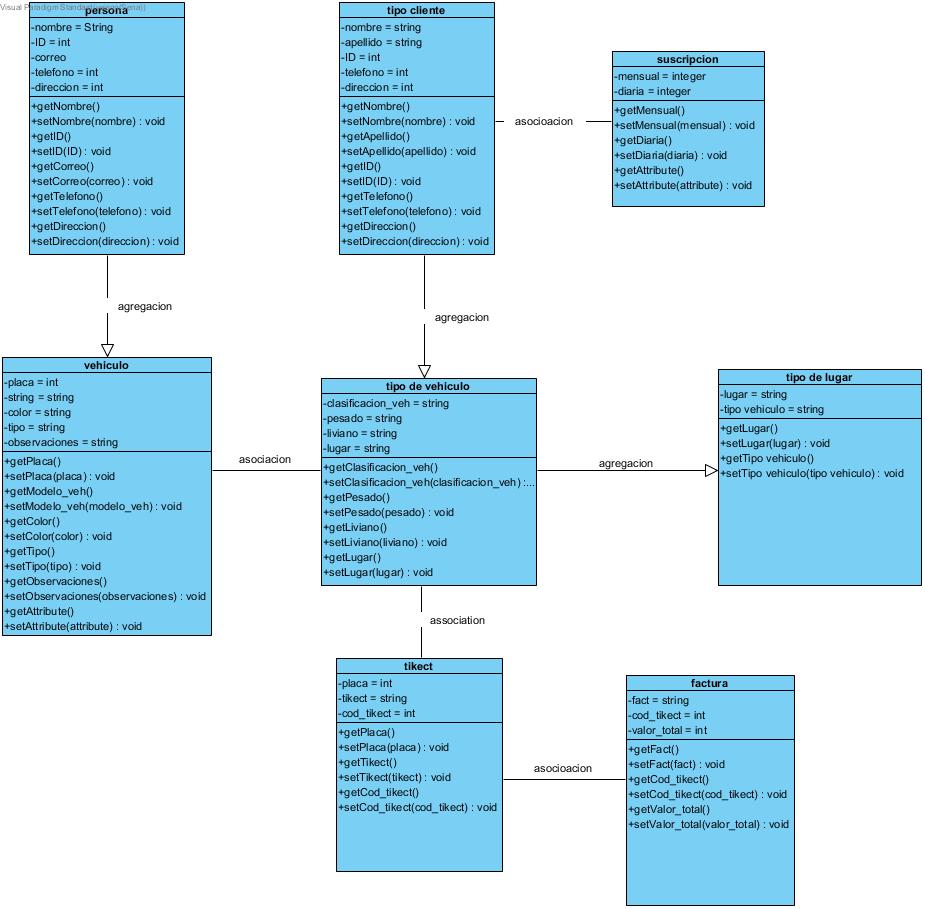 Visual Paradigm Standard
persona
-nombre = String
-ID = int
-correo
-telefono = int
-direccion = int
+getNombre()
+setNombre(nombre) : void
+getID()
+setID(ID) : void
+getCorreo()
+setCorreo(correo) : void
+getTelefono()
+setTelefono(telefono) : void
+getDireccion()
+setDireccion(direccion) : void
tipo cliente
-nombre = string
-apellido = string
-ID = int
-telefono = int
-direccion = int
+getNombre()
+setNombre(nombre) : void
+getApellido()
+setApellido(apellido) : void
+getID()
+setID(ID) : void
+getTelefono()
+setTelefono(telefono) : void
+getDireccion()
+setDireccion(direccion) : void
asocioacion
suscripcion
-mensual = integer
-diaria = integer
+getMensual()
+setMensual(mensual) : void
+getDiaria()
+setDiaria(diaria) : void
+getAttribute()
+setAttribute(attribute) : void
agregacion
agregacion
vehiculo
-placa = int
-string = string
-color = string
-tipo = string
-observaciones = string
+getPlaca()
+setPlaca(placa) : void
+getModelo_veh()
+setModelo_veh(modelo_veh) : void
+getColor()
+setColor(color) : void
+getTipo()
+setTipo(tipo) : void
+getObservaciones()
+setObservaciones(observaciones) : void
+getAttribute()
+setAttribute(attribute) : void
asociacion
tipo de vehiculo
-clasificacion_veh = string
-pesado = string
-liviano = string
-lugar = string
+getClasificacion_veh()
+setClasificacion_veh(clasificacion_veh) :...
+getPesado()
+setPesado(pesado) : void
+getLiviano()
+setLiviano(liviano) : void
+getLugar()
+setLugar(lugar) : void
agregacion
tipo de lugar
-lugar = string
-tipo vehiculo = string
+getLugar()
+setLugar(lugar) : void
+getTipo vehiculo()
+setTipo vehiculo(tipo vehiculo) : void
association
tikect
-placa = int
-tikect = string
-cod_tikect = int
+getPlaca()
+setPlaca(placa) : void
+getTikect()
+setTikect(tikect) : void
+getCod_tikect()
+setCod_tikect(cod_tikect) : void
asocioacion
factura
-fact = string
-cod_tikect = int
-valor_total = int
+getFact()
+setFact(fact) : void
+getCod_tikect()
+setCod_tikect(cod_tikect) : void
+getValor_total()
+setValor_total(valor_total) : void